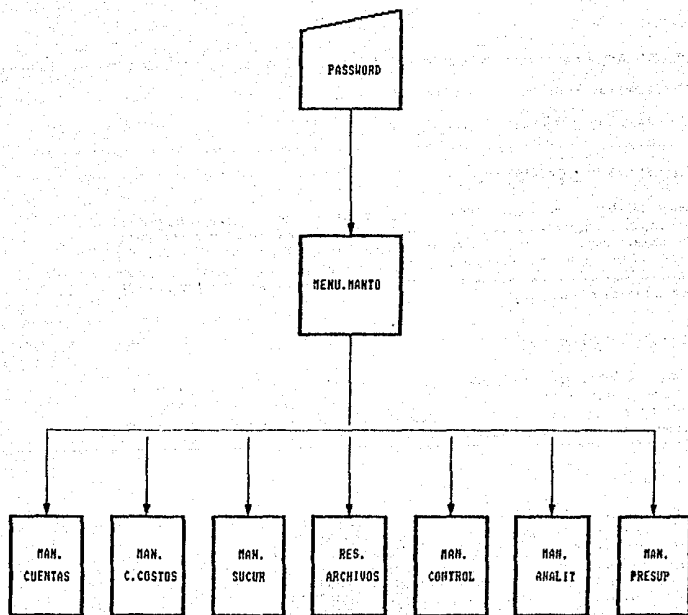 PASSWORD
MENU.MANTO
MAN.
CUENTAS
MAN.
C.COSTOS
MAN.
SUCUR
RES.
ARCHIVOS
MAN.
CONTROL
MAN.
ANALIT
MAN.
PRESUP